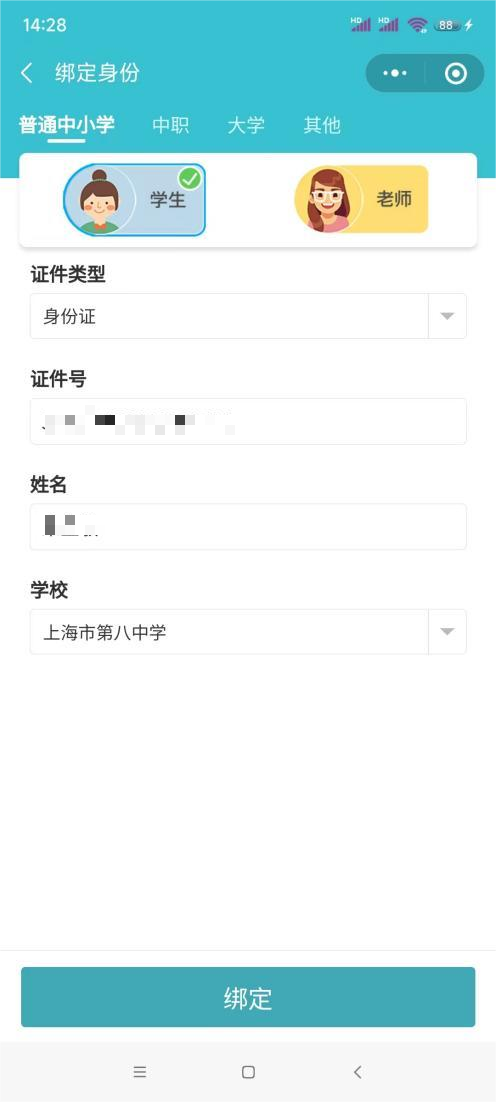 14:28
HD HD 88
绑定身份
普通中小学 中职 大学 其他
学生 老师
证件类型
身份证
证件号
姓名
学校
上海市第八中学
绑定